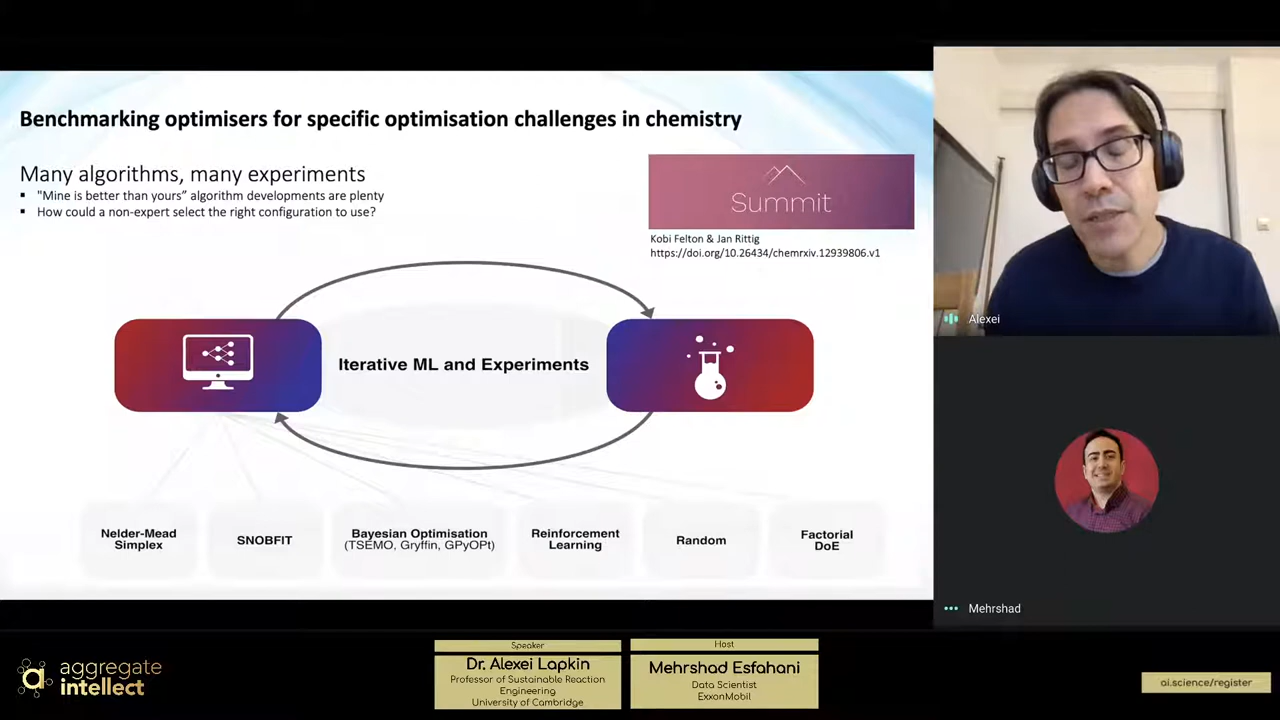 Benchmarking optimisers for specific optimisation challenges in chemistry
Many algorithms, many experiments
"Mine is better than yours" algorithm developments are plenty
How could a non-expert select the right configuration to use?
Summit
Kobi Felton & Jan Rittig
https://doi.org/10.26434/chemrxiv.12939806.v1
Iterative ML and Experiments
Nelder-Mead
Simplex
SNOBFIT
Bayesian Optimisation
(TSEMO, Gryffin, GPyOPt)
Reinforcement
Learning
Random
Factorial
DoE
Alexei
Mehrshad
aggregate
intellect
Speaker
Dr. Alexei Lapkin
Professor of Sustainable Reaction
Engineering
University of Cambridge
Host
Mehrshad Esfahani
Data Scientist
ExxonMobil
ai.science/register